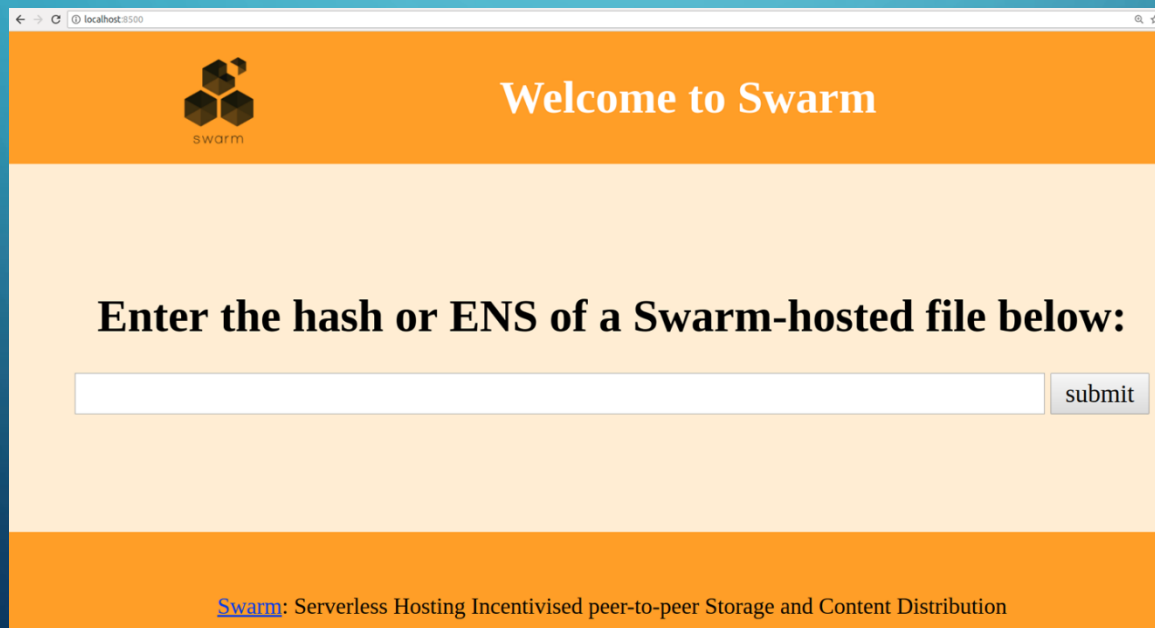 localhost:8500
swarm
Welcome to Swarm
Enter the hash or ENS of a Swarm-hosted file below:
submit
Swarm: Serverless Hosting Incentivised peer-to-peer Storage and Content Distribution